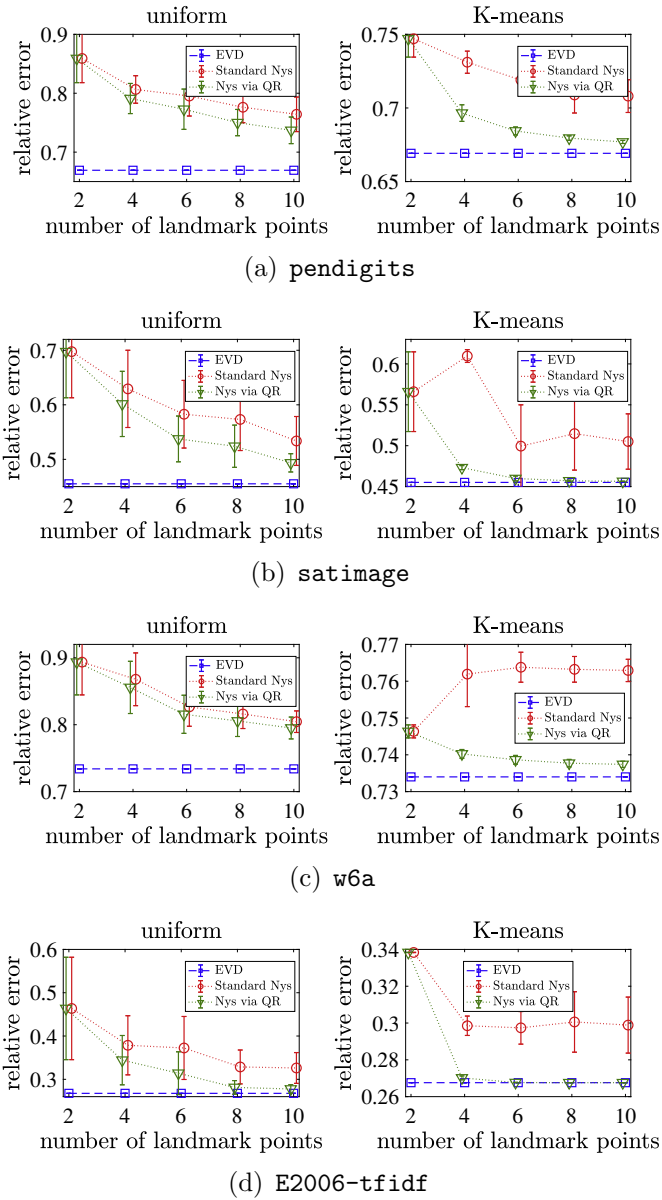 uniform
K-means
0.9
0.8
0.7
relative error
EVD
Standard Nys
Nys via QR
2 4 6 8 10
number of landmark points
0.75
0.7
0.65
relative error
EVD
Standard Nys
Nys via QR
2 4 6 8 10
number of landmark points
(a) pendigits
uniform
K-means
0.7
0.6
0.5
relative error
EVD
Standard Nys
Nys via QR
2 4 6 8 10
number of landmark points
0.6
0.55
0.5
0.45
relative error
EVD
Standard Nys
Nys via QR
2 4 6 8 10
number of landmark points
(b) satimage
uniform
K-means
0.9
0.8
0.7
relative error
EVD
Standard Nys
Nys via QR
2 4 6 8 10
number of landmark points
0.77
0.76
0.75
0.74
0.73
relative error
EVD
Standard Nys
Nys via QR
2 4 6 8 10
number of landmark points
(c) w6a
uniform
K-means
0.6
0.5
0.4
0.3
relative error
EVD
Standard Nys
Nys via QR
2 4 6 8 10
number of landmark points
0.34
0.32
0.3
0.28
0.26
relative error
EVD
Standard Nys
Nys via QR
2 4 6 8 10
number of landmark points
(d) E2006-tfidf